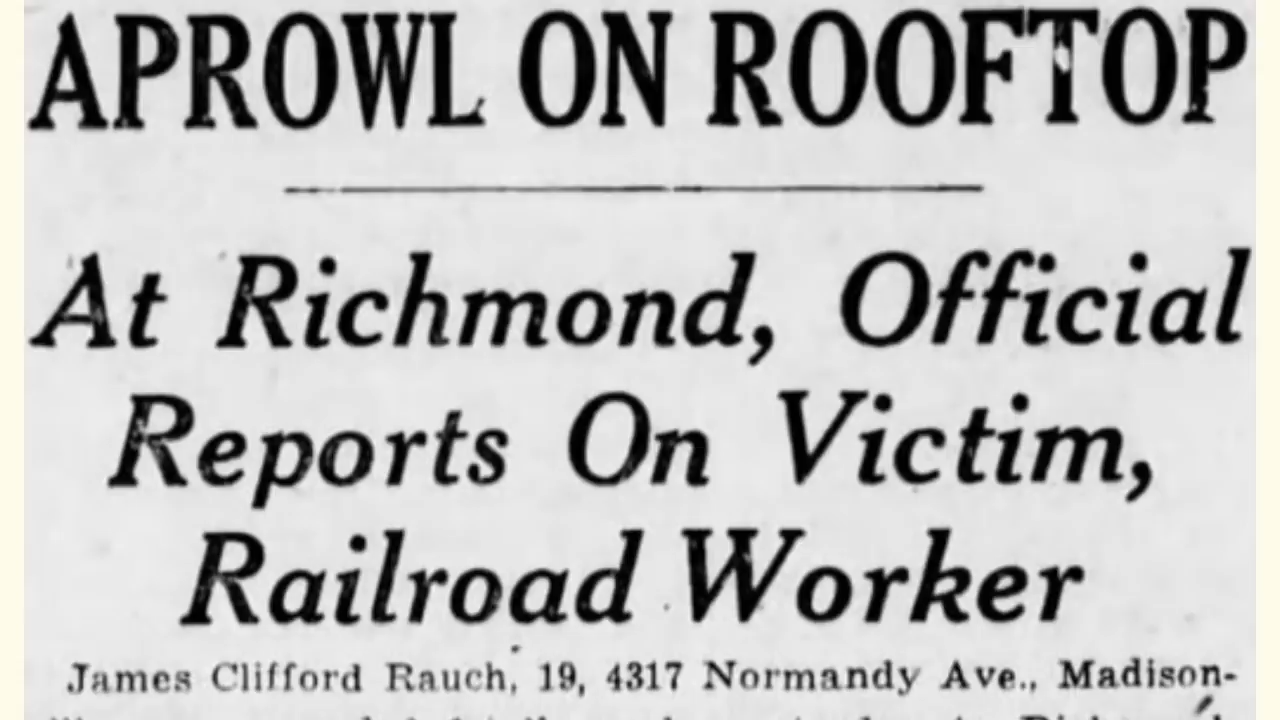 APROWL ON ROOFTOP
At Richmond, Official
Reports On Victim,
Railroad Worker
James Clifford Rauch, 19, 4317 Normandy Ave., Madison-